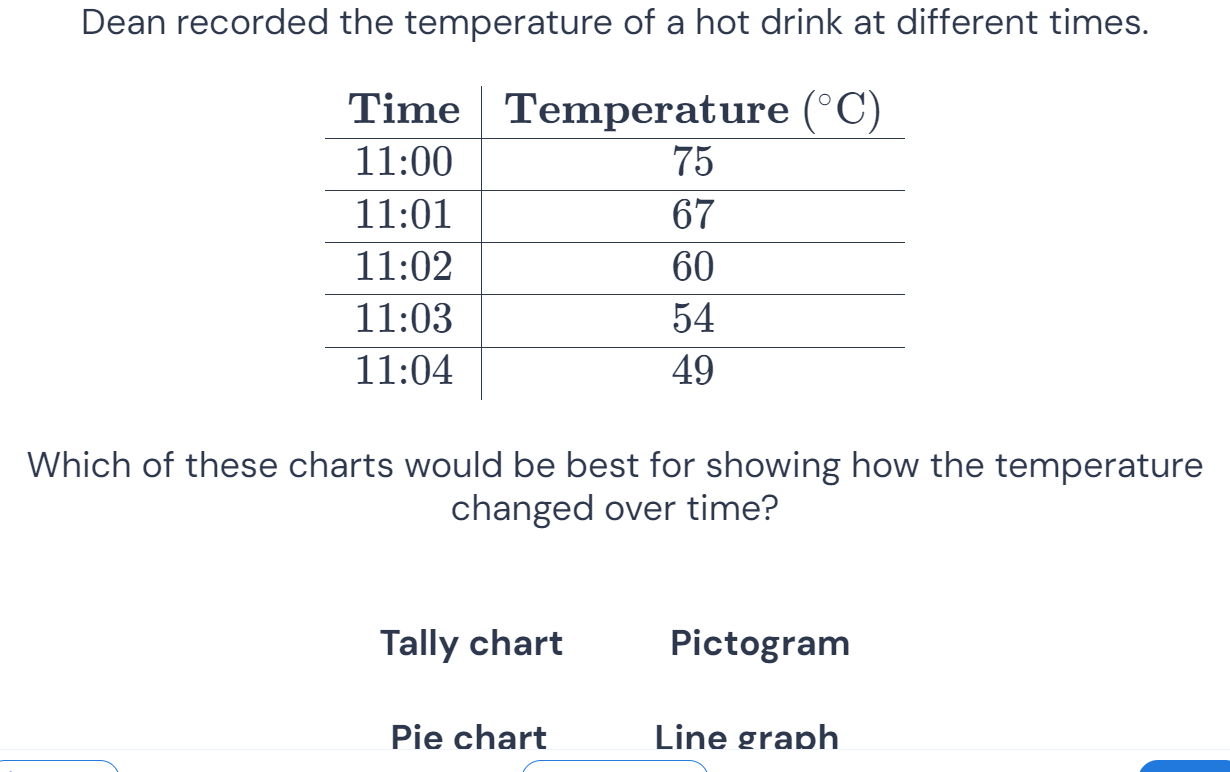 Dean recorded the temperature of a hot drink at different times.
Time Temperature (°C)
11:00 75
11:01 67
11:02 60
11:03 54
11:04 49
Which of these charts would be best for showing how the temperature
changed over time?
Tally chart Pictogram
Pie chart Line graph